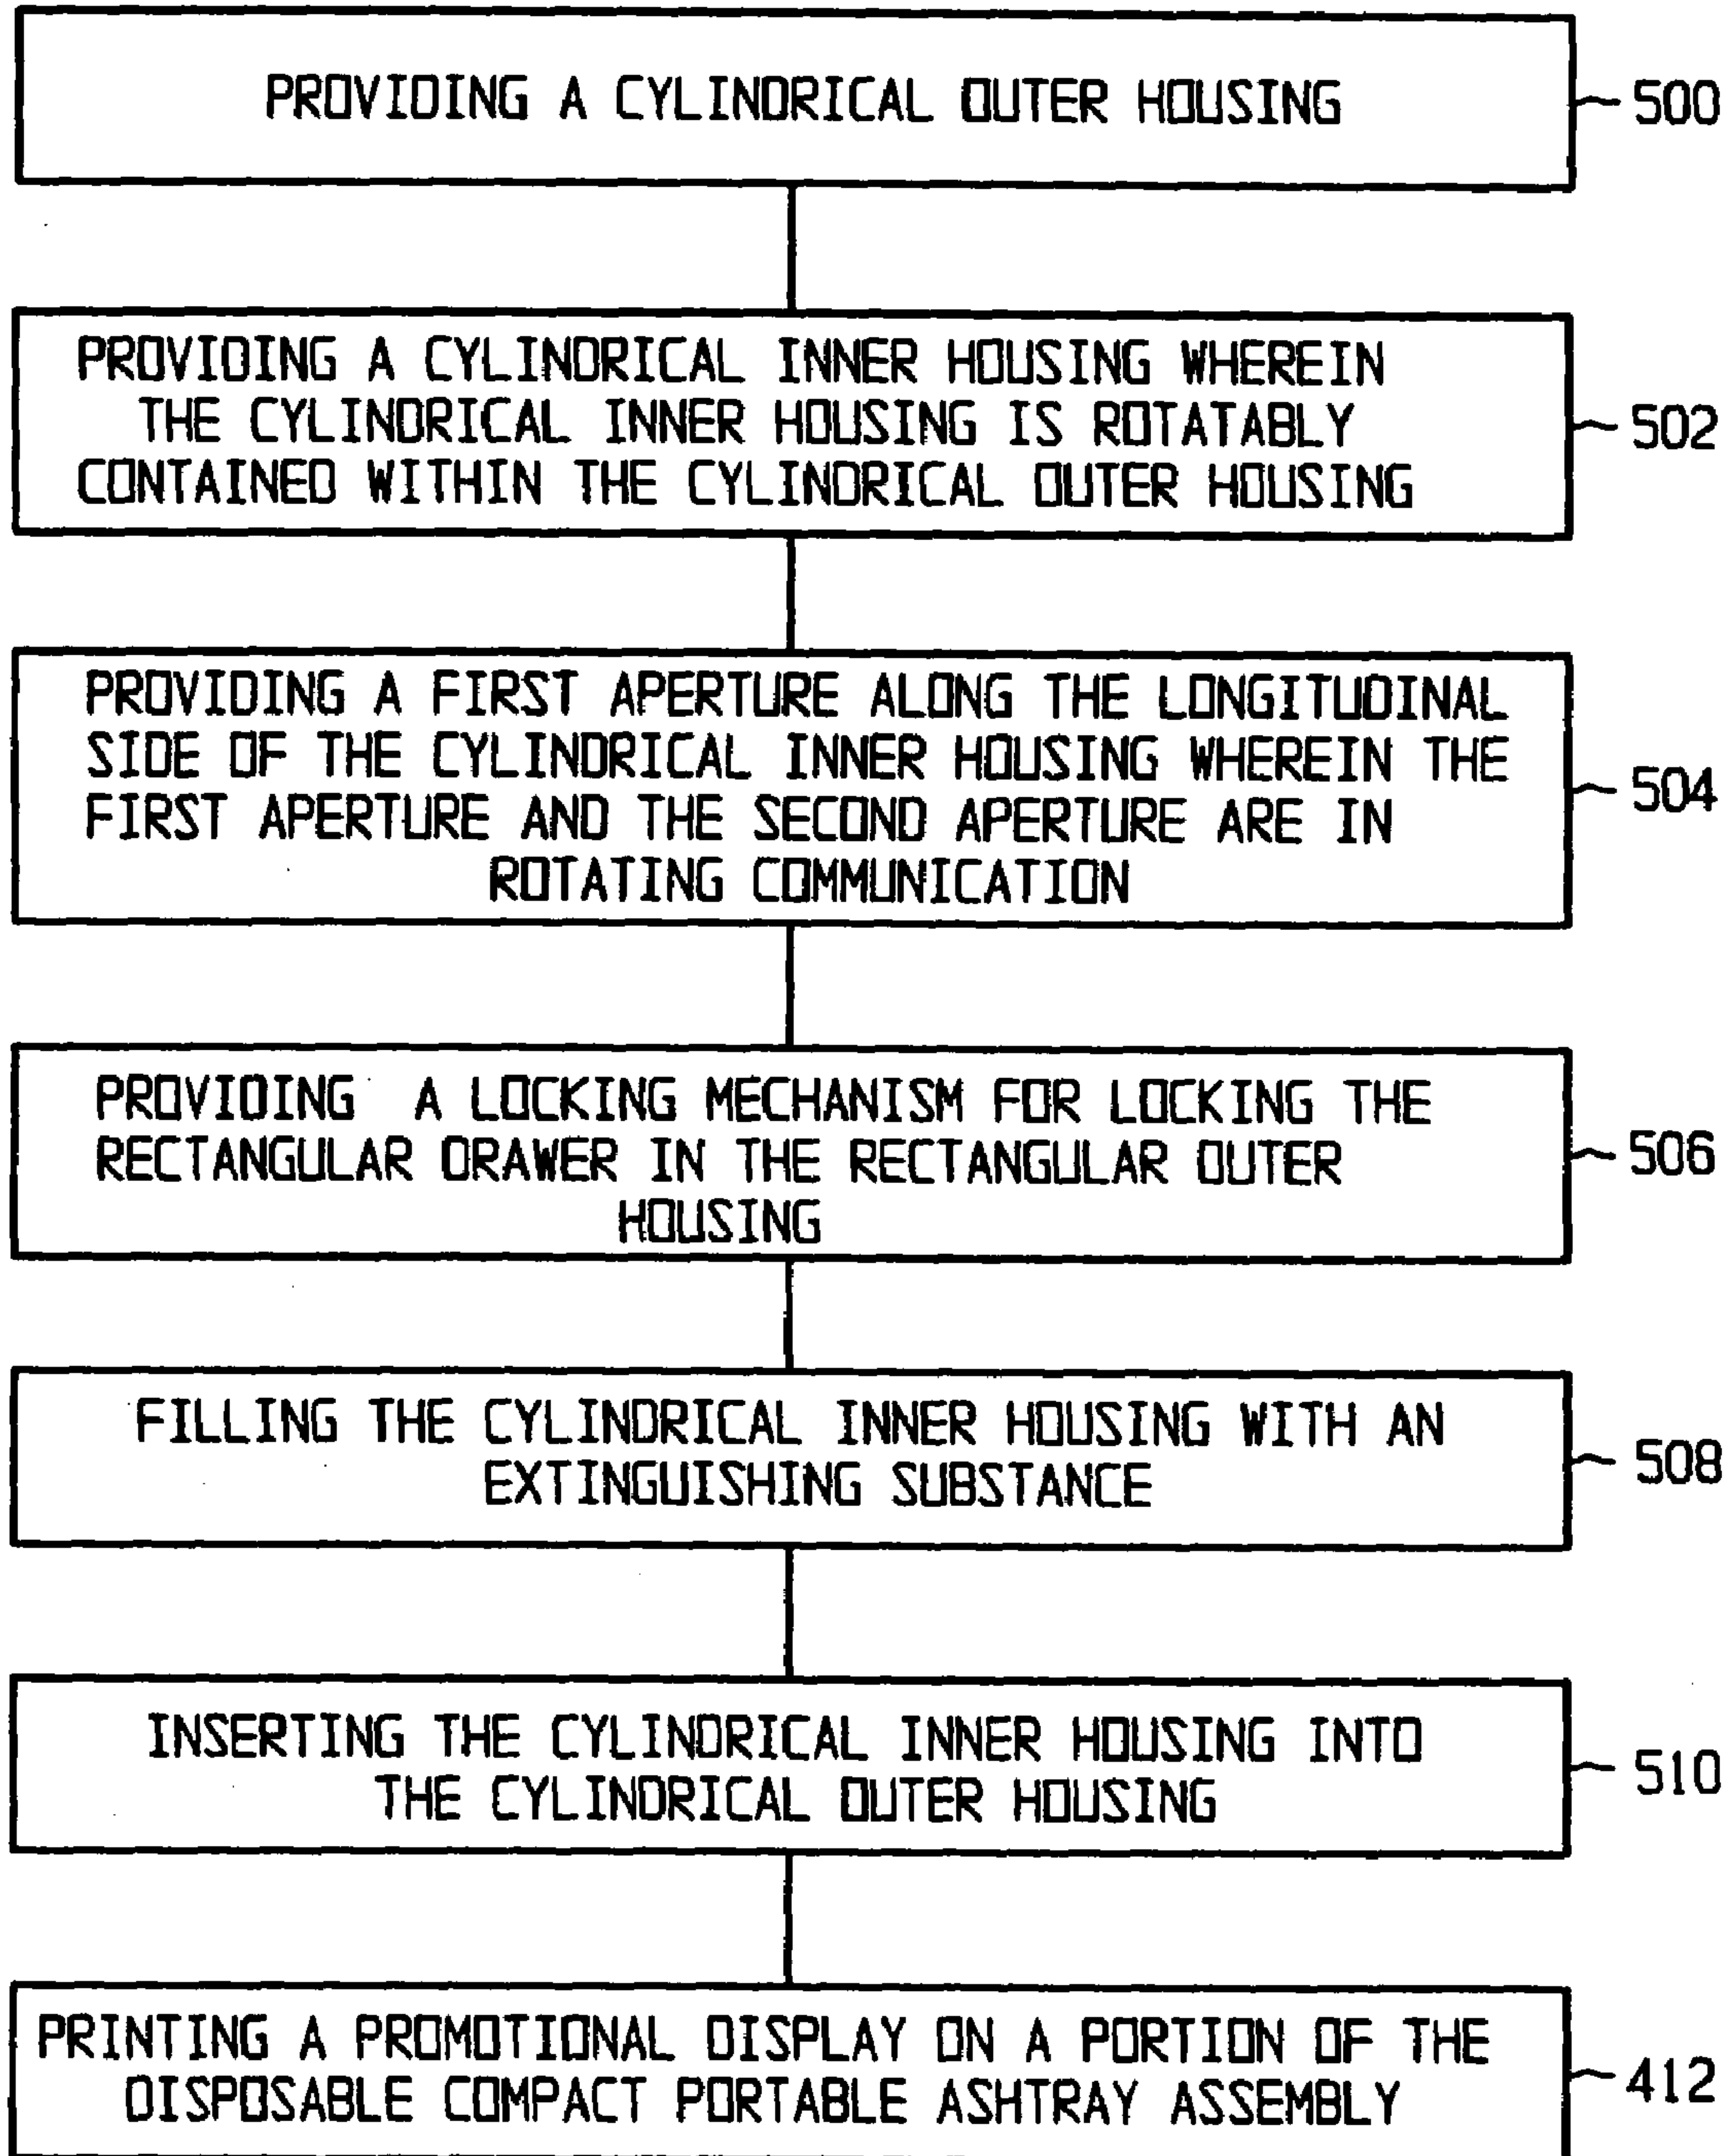 PROVIDING A CYLINDRICAL OUTER HOUSING
500
PROVIDING A CYLINDRICAL INNER HOUSING WHEREIN
THE CYLINDRICAL INNER HOUSING IS ROTATABLY
CONTAINED WITHIN THE CYLINDRICAL OUTER HOUSING
502
PROVIDING A FIRST APERTURE ALONG THE LONGITUDINAL
SIDE OF THE CYLINDRICAL INNER HOUSING WHEREIN THE
FIRST APERTURE AND THE SECOND APERTURE ARE IN
ROTATING COMMUNICATION
504
PROVIDING A LOCKING MECHANISM FOR LOCKING THE
RECTANGULAR DRAWER IN THE RECTANGULAR OUTER
HOUSING
506
FILLING THE CYLINDRICAL INNER HOUSING WITH AN
EXTINGUISHING SUBSTANCE
508
INSERTING THE CYLINDRICAL INNER HOUSING INTO
THE CYLINDRICAL OUTER HOUSING
510
PRINTING A PROMOTIONAL DISPLAY ON A PORTION OF THE
DISPOSABLE COMPACT PORTABLE ASHTRAY ASSEMBLY
412